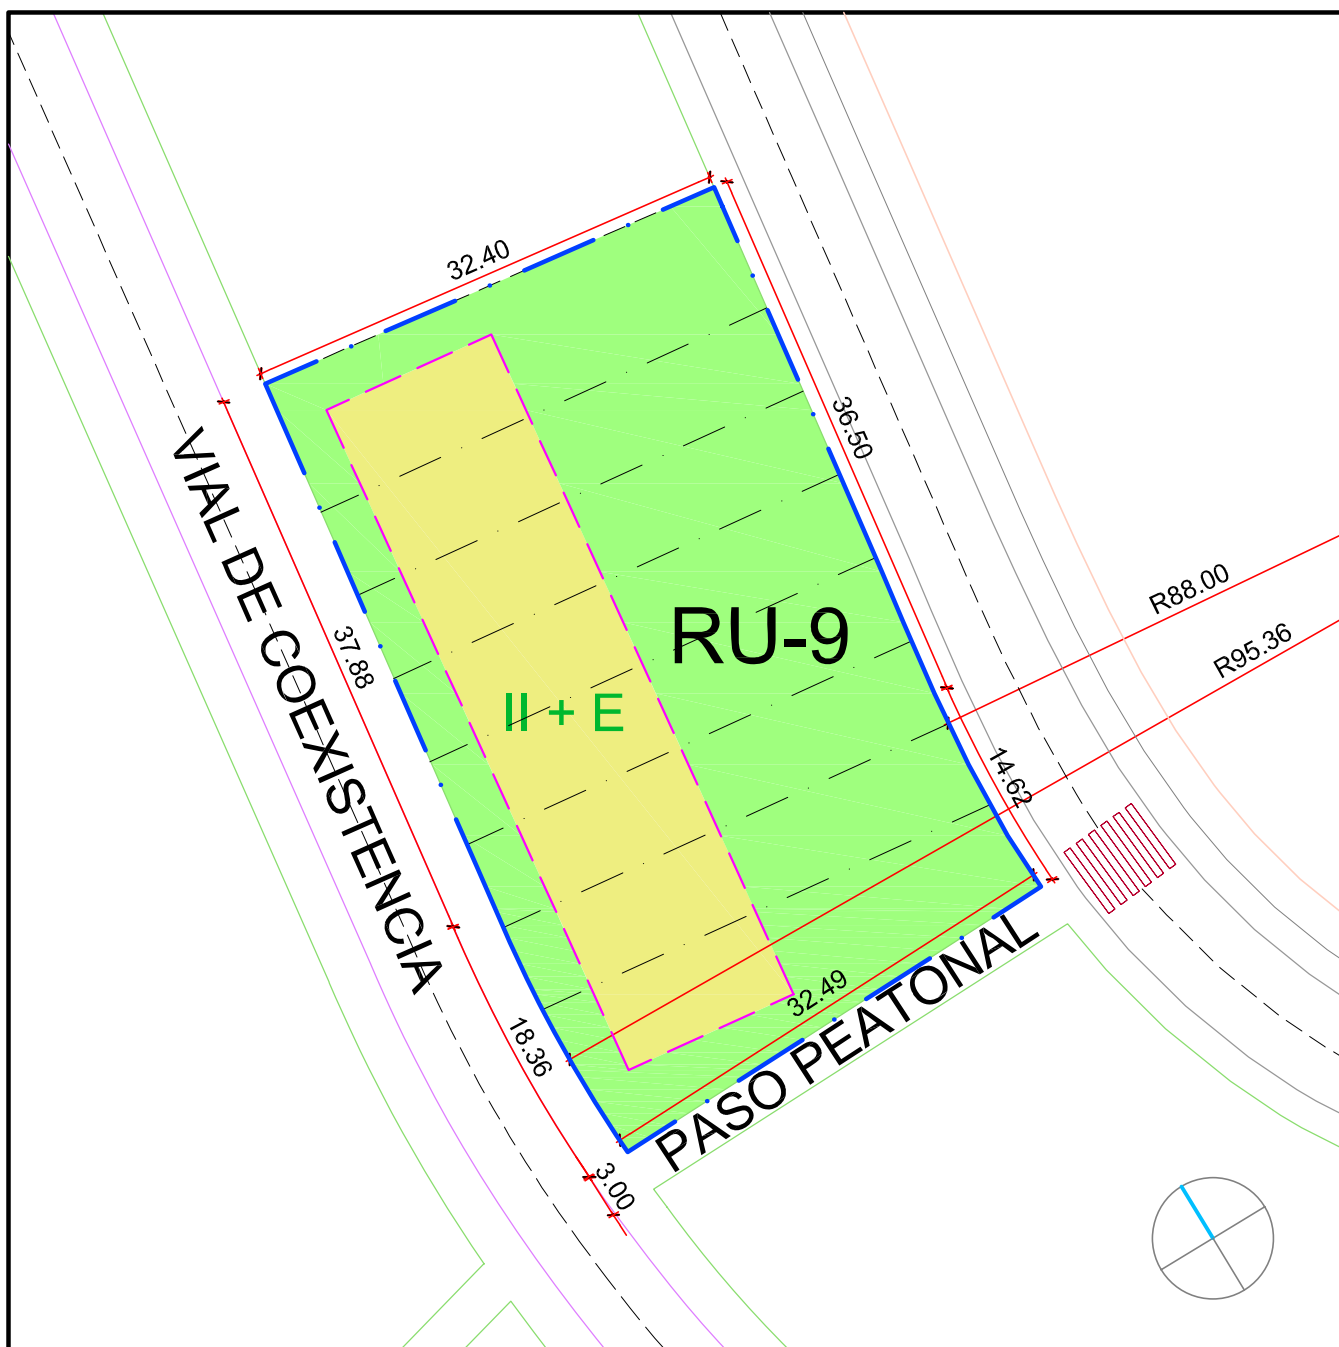 32.40
36.50
VIAL DE COEXISTENCIA
R88.00
RU-9
R95.36
37.88
II + E
14.62
32.49
PASO PEATONAL
18.36
3.00